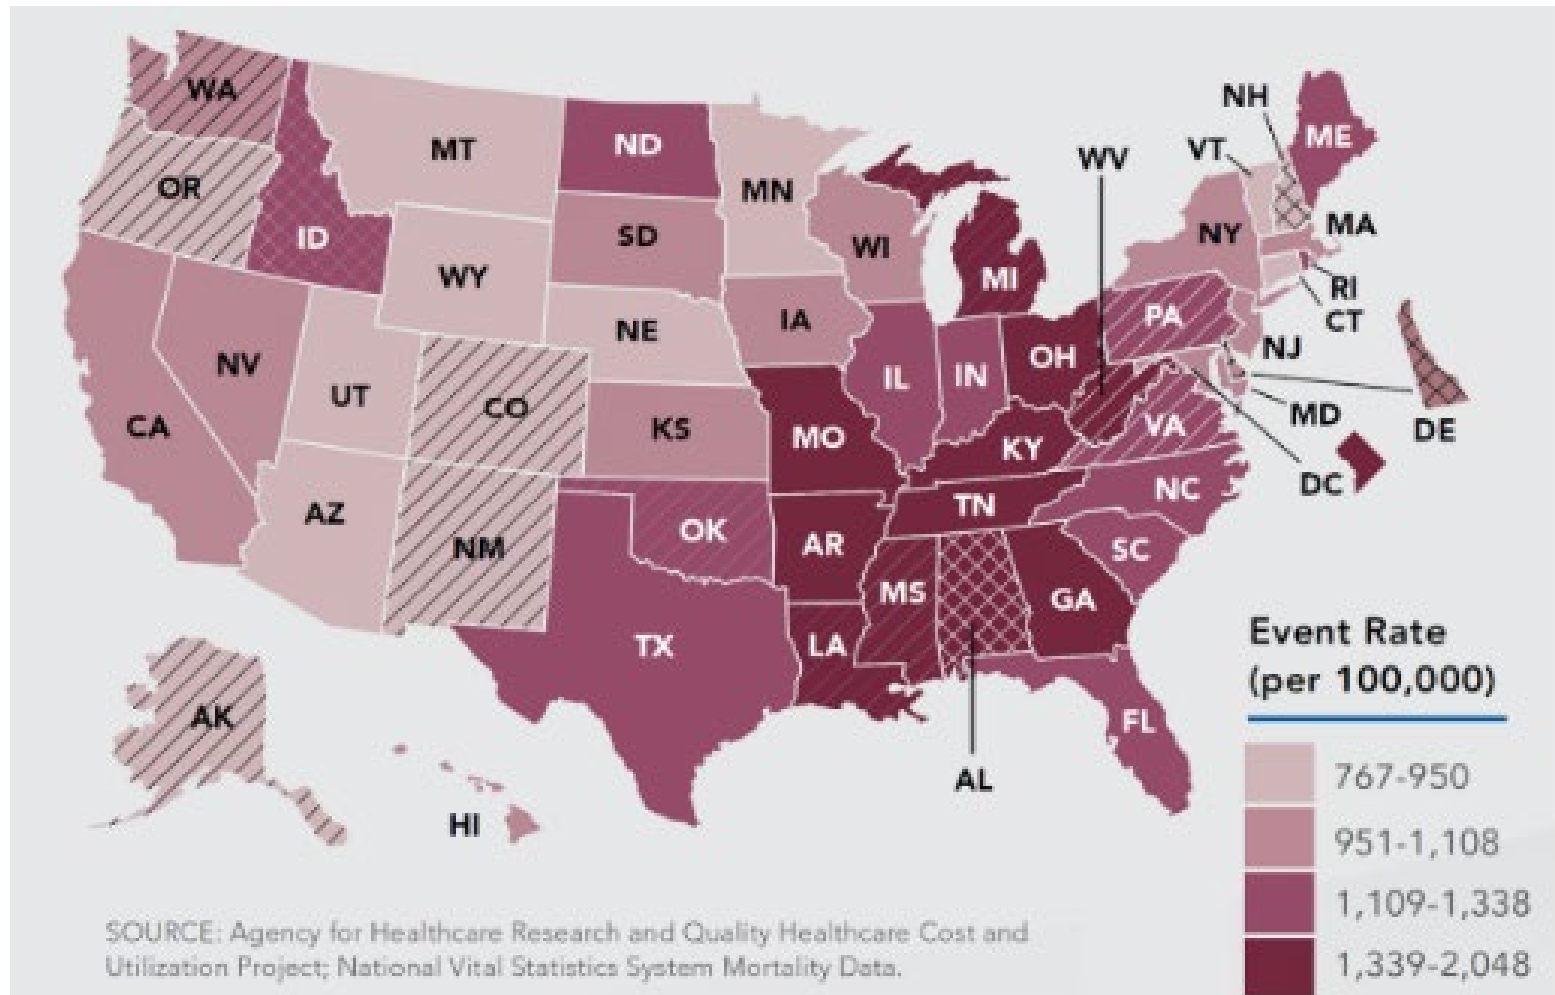 WA
OR
ID
MT
ND
MN
SD
WY
NE
IA
WI
MI
NV
UT
CO
KS
CA
AZ
NM
OK
TX
MO
AR
LA
IL
IN
OH
KY
TN
MS
AL
GA
FL
SC
NC
VA
WV
PA
NY
VT
NH
ME
MA
RI
CT
NJ
MD
DE
DC
AK
HI
Event Rate
(per 100,000)
767-950
951-1,108
1,109-1,338
1,339-2,048
SOURCE: Agency for Healthcare Research and Quality Healthcare Cost and
Utilization Project; National Vital Statistics System Mortality Data.